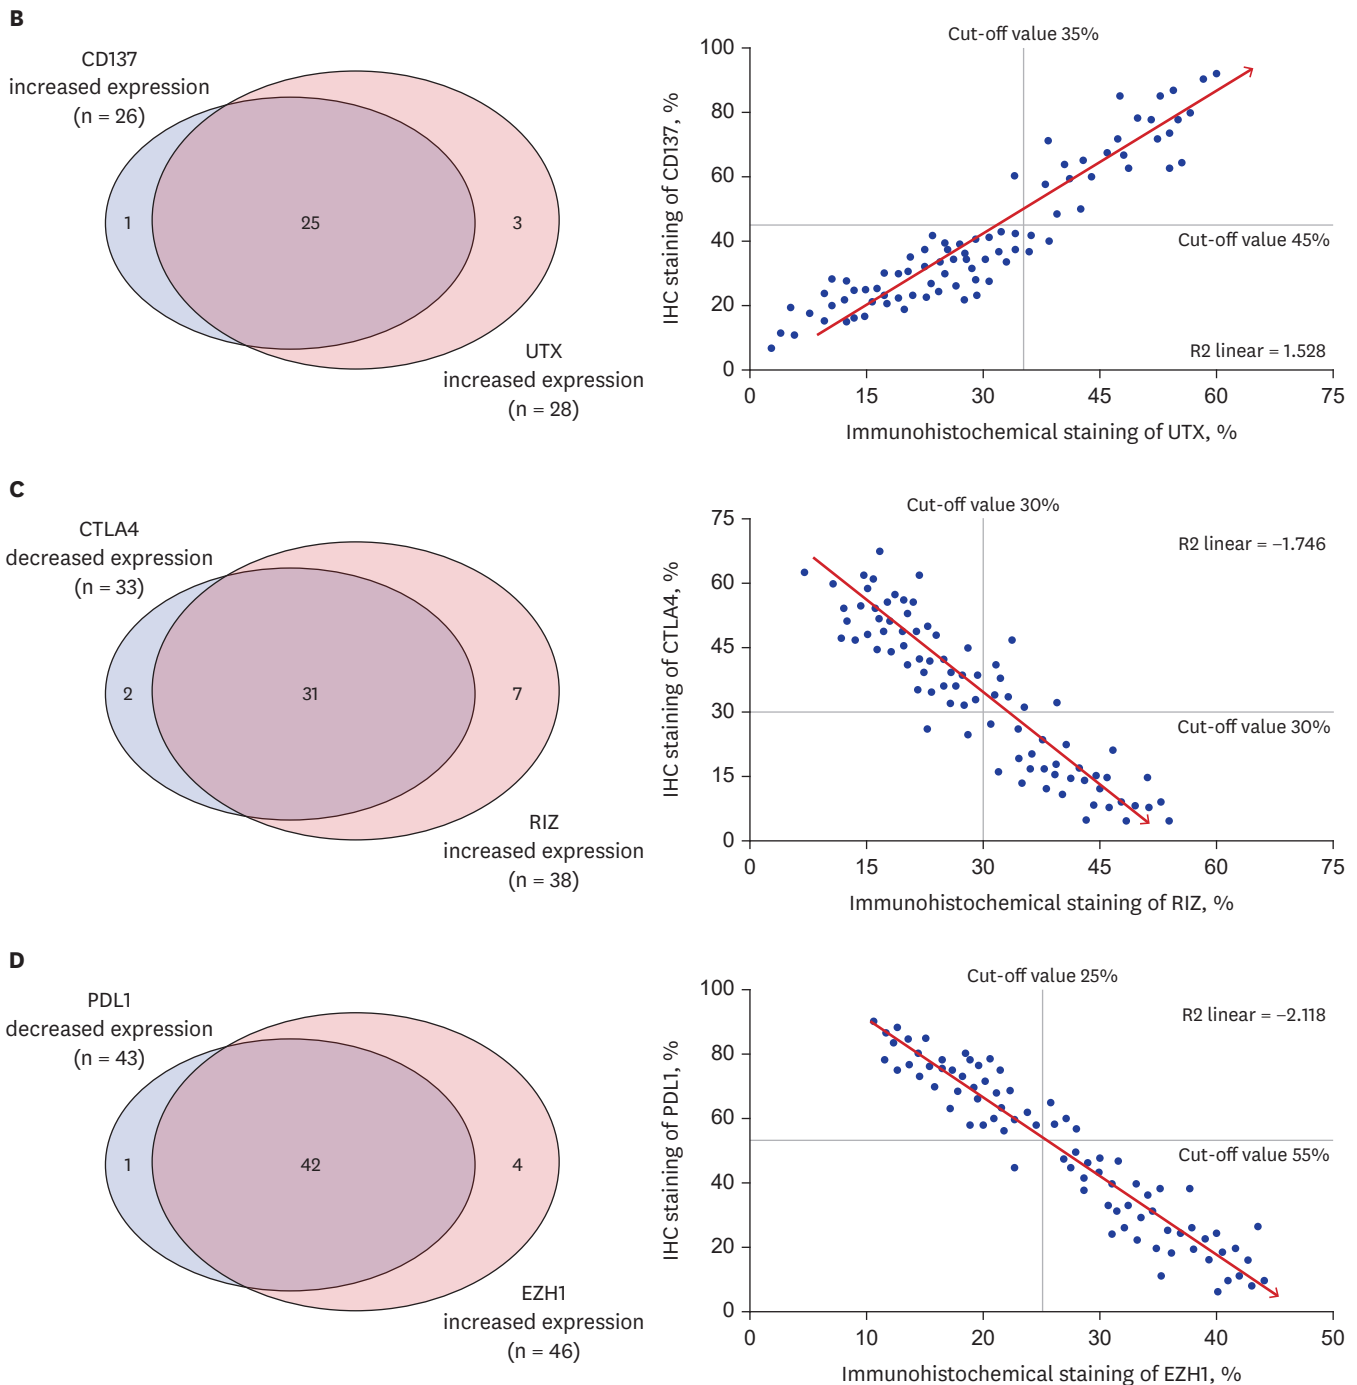 B
CD137
increased expression
(n = 26)
1
25
3
UTX
increased expression
(n = 28)
Cut-off value 35%
100
80
60
40
20
0
IHC staining of CD137, %
Cut-off value 45%
R2 linear = 1.528
0 15 30 45 60 75
Immunohistochemical staining of UTX, %
C
CTLA4
decreased expression
(n = 33)
2
31
7
RIZ
increased expression
(n = 38)
Cut-off value 30%
75
60
45
30
15
0
IHC staining of CTLA4, %
R2 linear = −1.746
Cut-off value 30%
0 15 30 45 60 75
Immunohistochemical staining of RIZ, %
D
PDL1
decreased expression
(n = 43)
1
42
4
EZH1
increased expression
(n = 46)
Cut-off value 25%
100
80
60
40
20
0
IHC staining of PDL1, %
R2 linear = −2.118
Cut-off value 55%
0 10 20 30 40 50
Immunohistochemical staining of EZH1, %